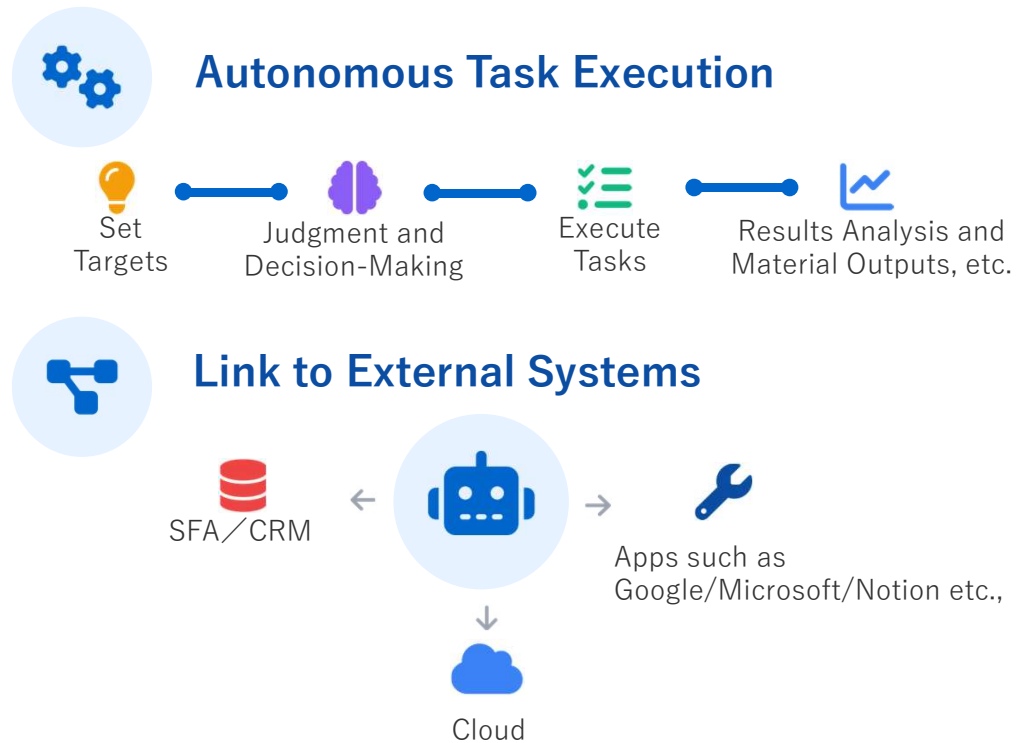 Autonomous Task Execution
Set
Targets
Judgment and
Decision-Making
Execute
Tasks
Results Analysis and
Material Outputs, etc.
Link to External Systems
SFA／CRM
Apps such as
Google/Microsoft/Notion etc.,
Cloud